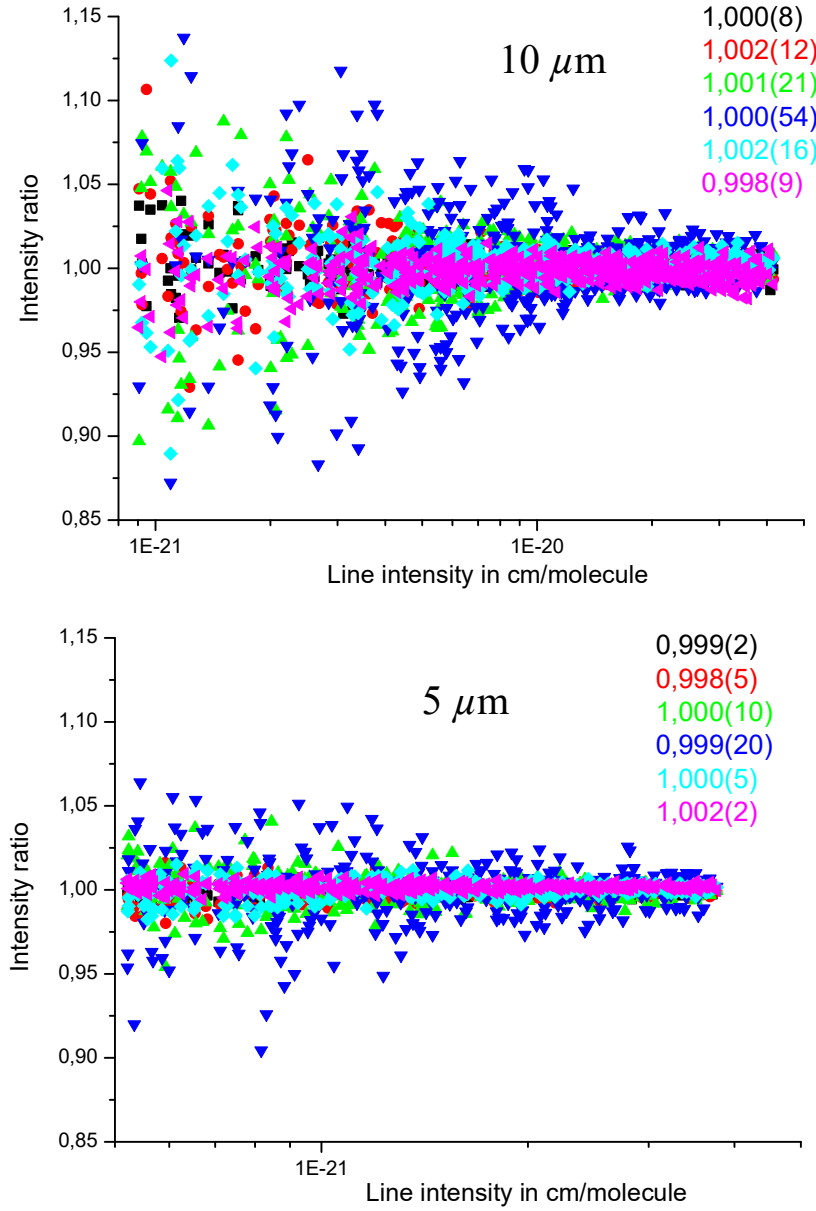 1,15
1,10
1,05
1,00
0,95
0,90
0,85
Intensity ratio
10 µm
1,000(8)
1,002(12)
1,001(21)
1,000(54)
1,002(16)
0,998(9)
1E-21
1E-20
Line intensity in cm/molecule
1,15
1,10
1,05
1,00
0,95
0,90
0,85
Intensity ratio
5 µm
0,999(2)
0,998(5)
1,000(10)
0,999(20)
1,000(5)
1,002(2)
1E-21
Line intensity in cm/molecule